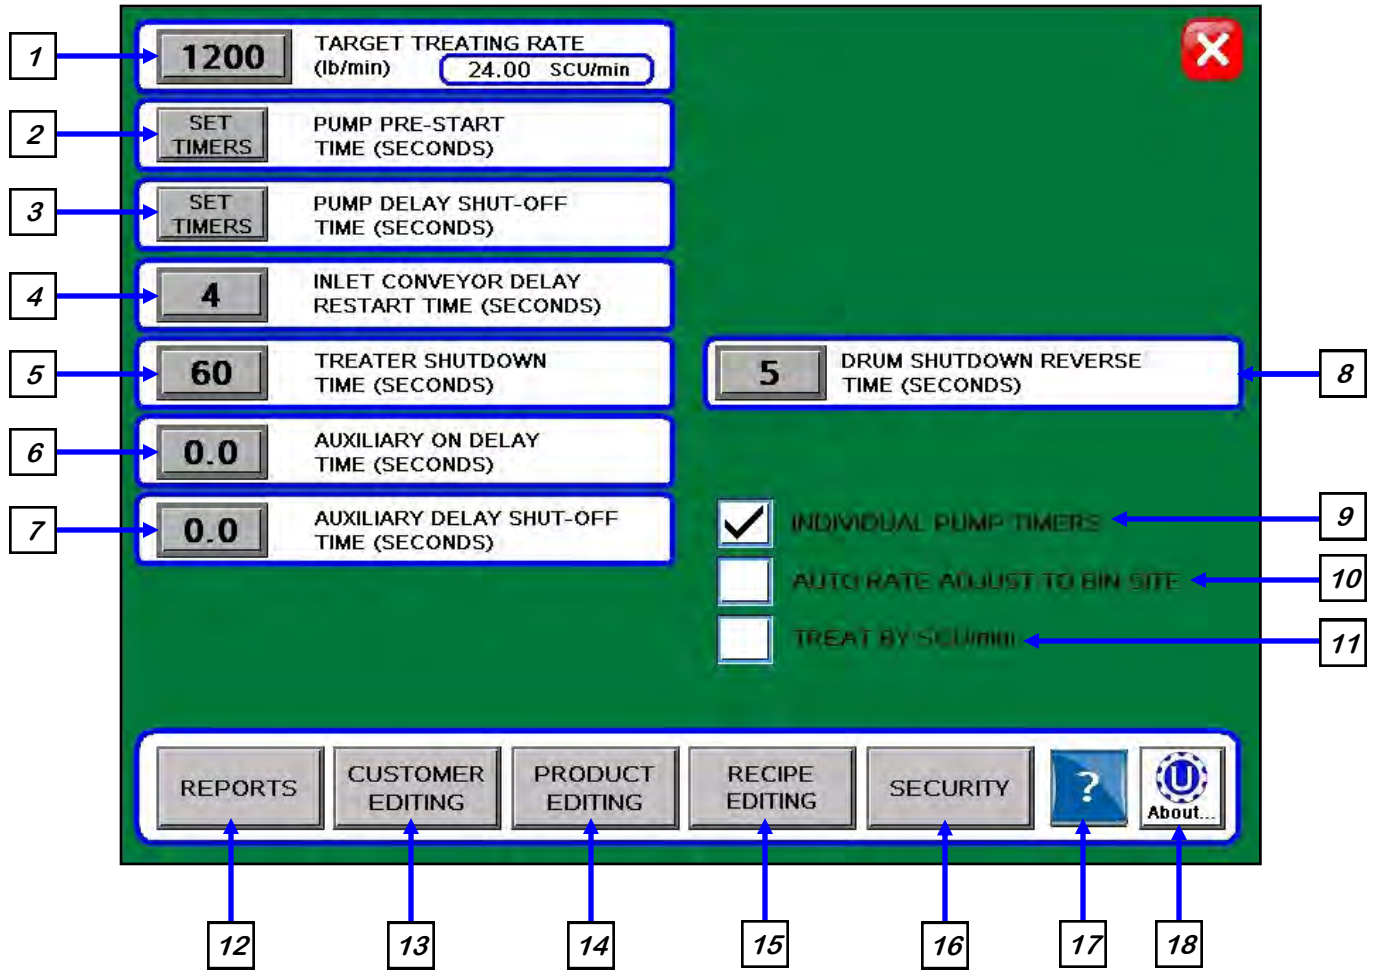 1
1200
TARGET TREATING RATE
(lb/min)
24.00 SCU/min
2
SET
TIMERS
PUMP PRE-START
TIME (SECONDS)
3
SET
TIMERS
PUMP DELAY SHUT-OFF
TIME (SECONDS)
4
4
INLET CONVEYOR DELAY
RESTART TIME (SECONDS)
5
60
TREATER SHUTDOWN
TIME (SECONDS)
5
DRUM SHUTDOWN REVERSE
TIME (SECONDS)
8
6
0.0
AUXILIARY ON DELAY
TIME (SECONDS)
7
0.0
AUXILIARY DELAY SHUT-OFF
TIME (SECONDS)
INDIVIDUAL PUMP TIMERS
9
AUTO RATE ADJUST TO BIN SITE
10
TREAT BY SCU/min
11
REPORTS
CUSTOMER
EDITING
PRODUCT
EDITING
RECIPE
EDITING
SECURITY
?
U
About...
12
13
14
15
16
17
18